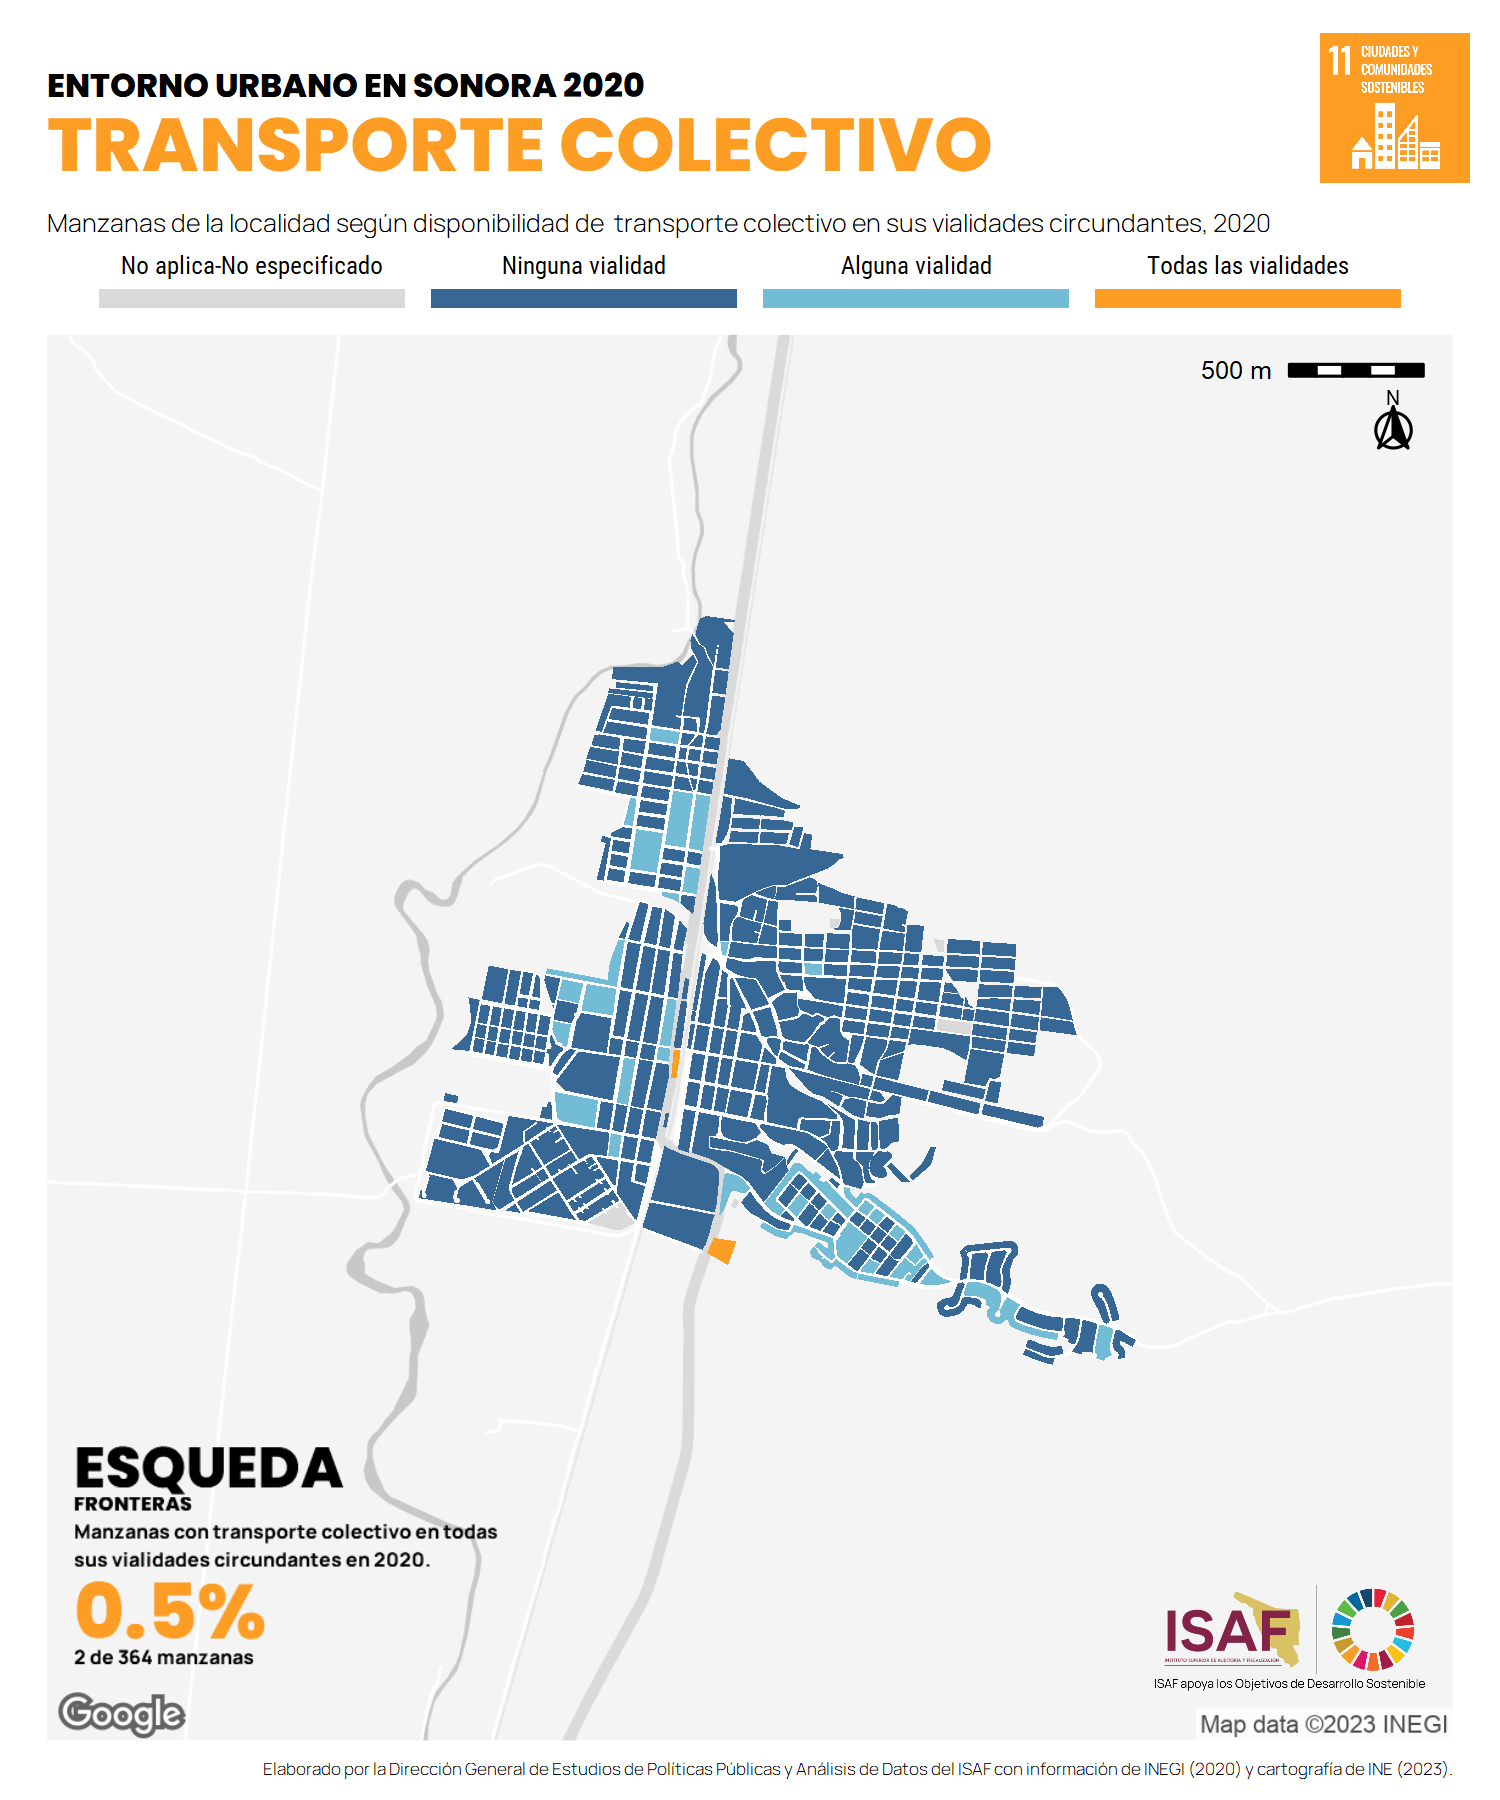 ENTORNO URBANO EN SONORA 2020
TRANSPORTE COLECTIVO
11 CIUDADES Y
COMUNIDADES
SOSTENIBLES
Manzanas de la localidad según disponibilidad de transporte colectivo en sus vialidades circundantes, 2020
No aplica-No especificado Ninguna vialidad Alguna vialidad Todas las vialidades
500 m
N
ESQUEDA
FRONTERAS
Manzanas con transporte colectivo en todas
sus vialidades circundantes en 2020.
0.5%
2 de 364 manzanas
Google
ISAF
INSTITUTO SUPERIOR DE AUDITORÍA Y FISCALIZACIÓN
ISAF apoya los Objetivos de Desarrollo Sostenible
Map data ©2023 INEGI
Elaborado por la Dirección General de Estudios de Políticas Públicas y Análisis de Datos del ISAF con información de INEGI (2020) y cartografía de INE (2023).